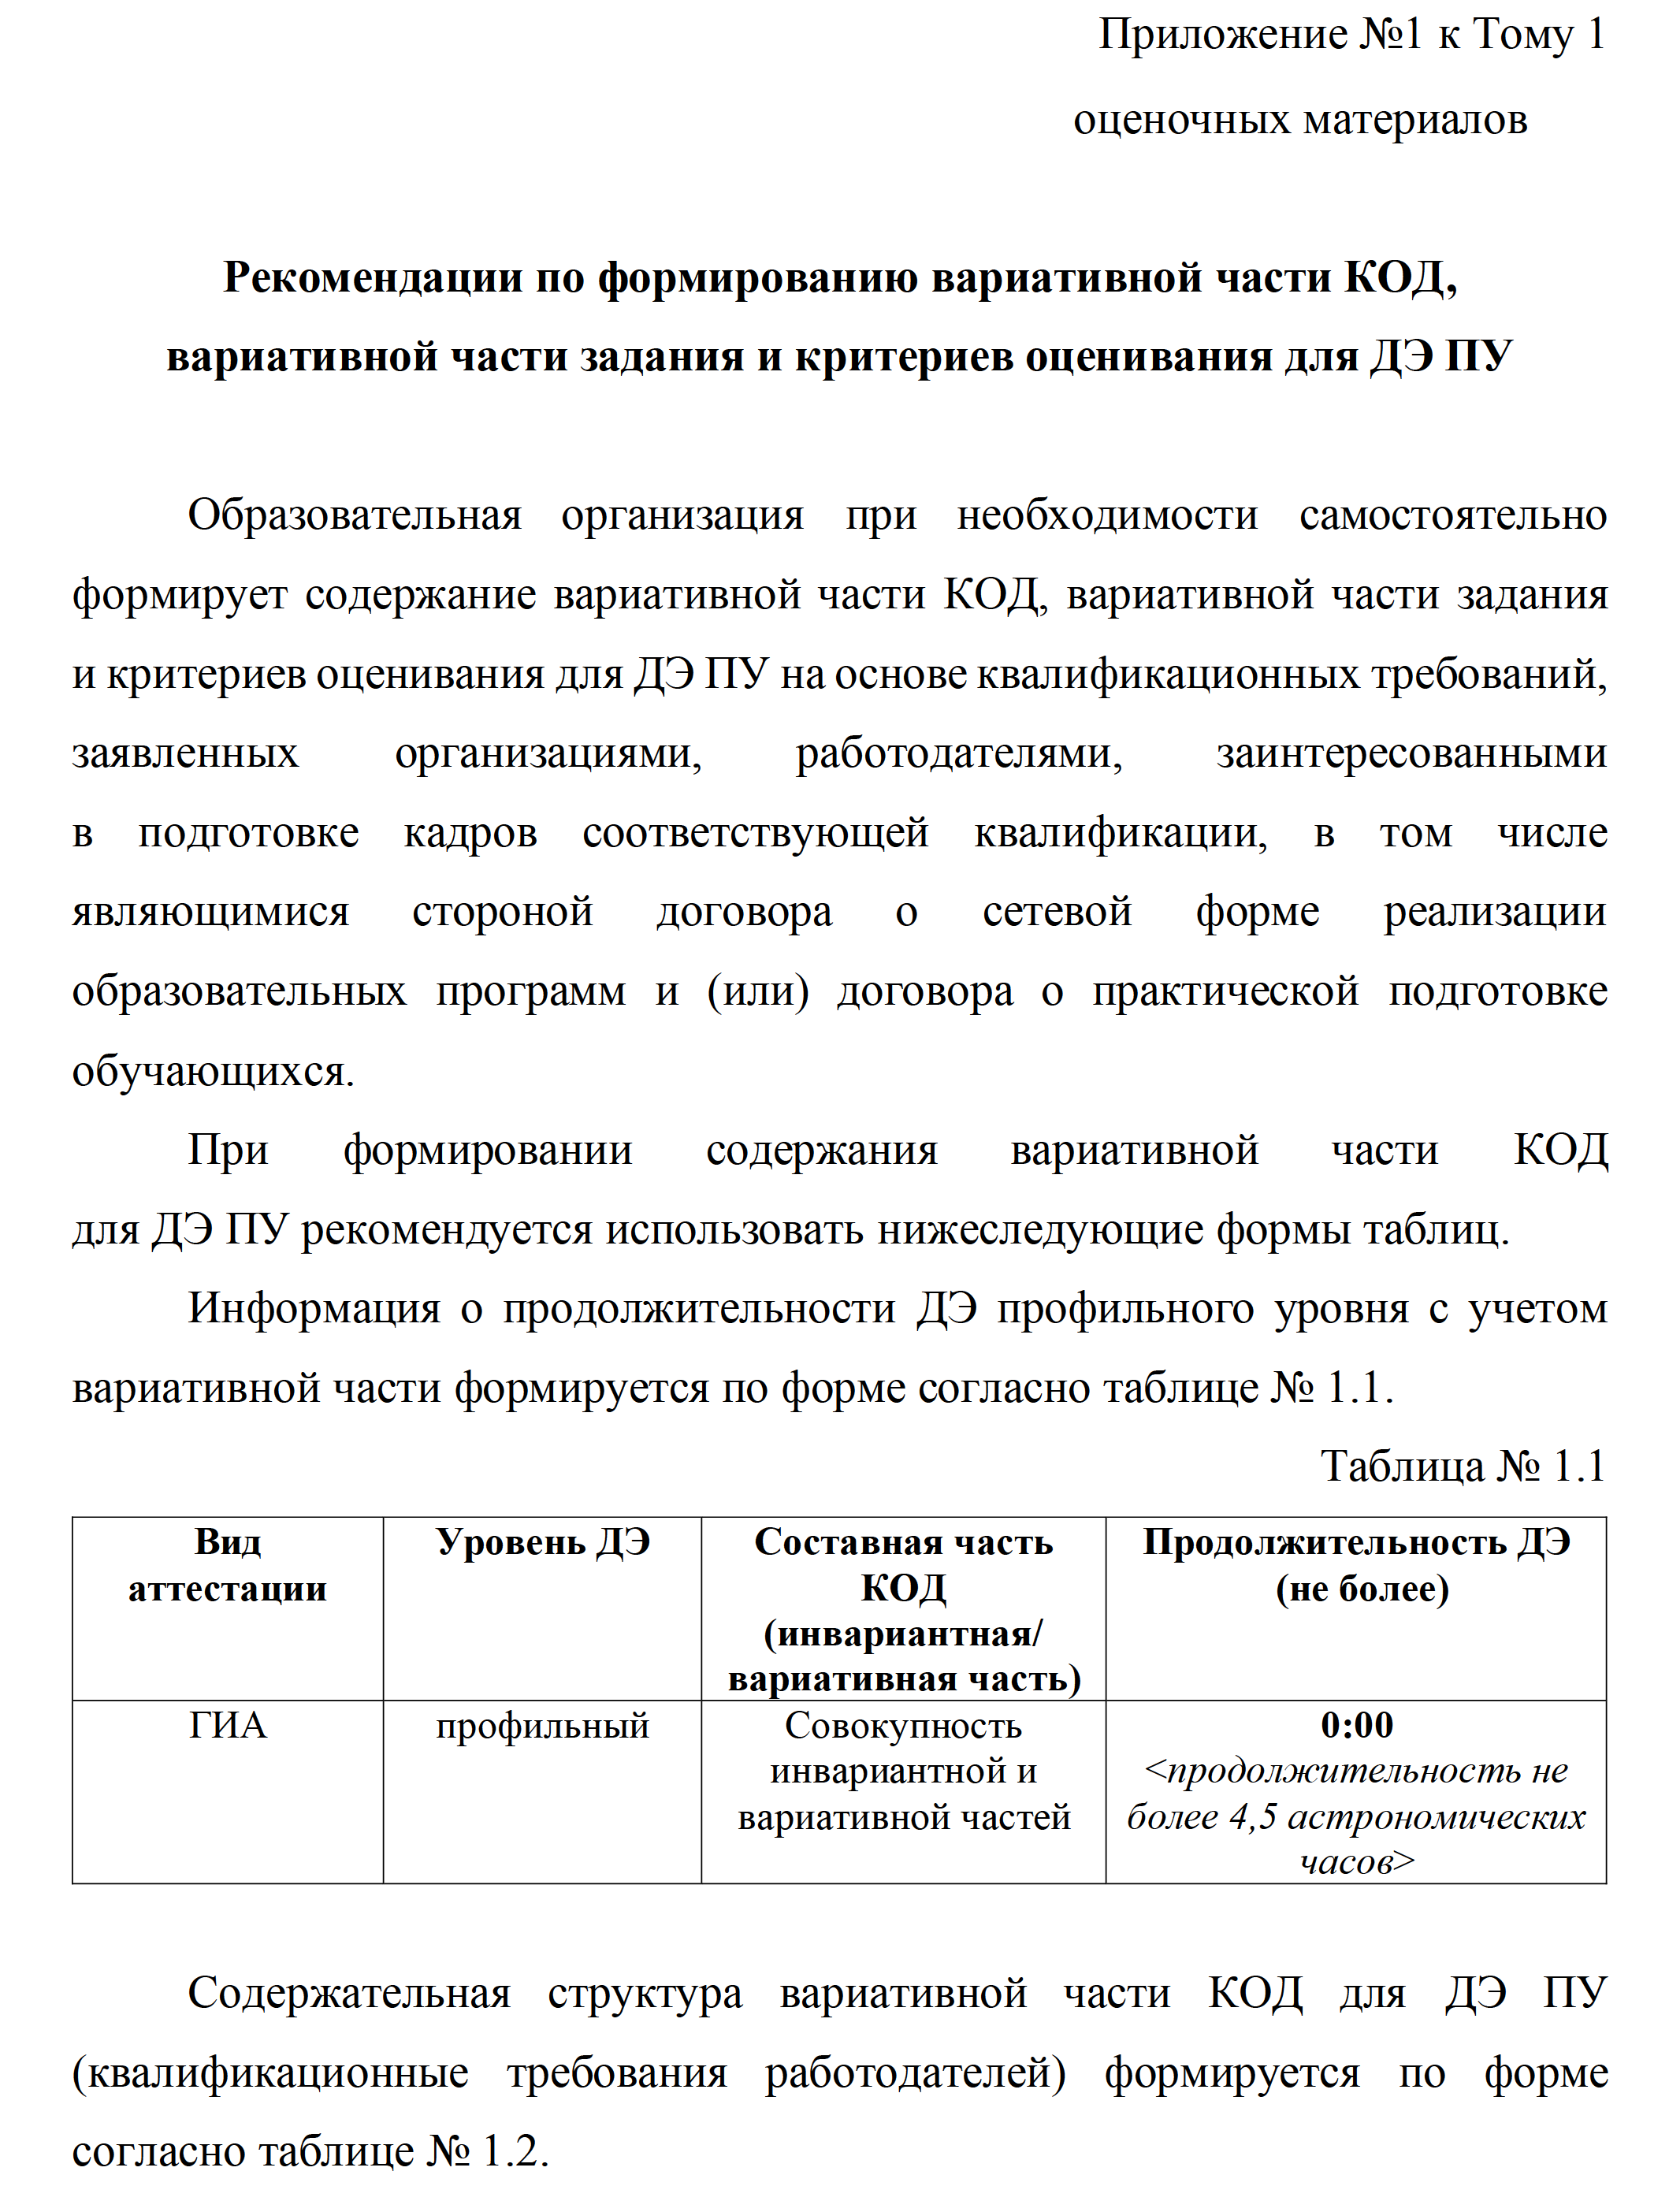 Приложение №1 к Тому 1
оценочных материалов
Рекомендации по формированию вариативной части КОД,
вариативной части задания и критериев оценивания для ДЭ ПУ
Образовательная организация при необходимости самостоятельно
формирует содержание вариативной части КОД, вариативной части задания
и критериев оценивания для ДЭ ПУ на основе квалификационных требований,
заявленных организациями, работодателями, заинтересованными
в подготовке кадров соответствующей квалификации, в том числе
являющимися стороной договора о сетевой форме реализации
образовательных программ и (или) договора о практической подготовке
обучающихся.
При формировании содержания вариативной части КОД
для ДЭ ПУ рекомендуется использовать нижеследующие формы таблиц.
Информация о продолжительности ДЭ профильного уровня с учетом
вариативной части формируется по форме согласно таблице № 1.1.
Таблица № 1.1
Вид
аттестации
Уровень ДЭ
Составная часть
КОД
(инвариантная/
вариативная часть)
Продолжительность ДЭ
(не более)
ГИА
профильный
Совокупность
инвариантной и
вариативной частей
0:00
<продолжительность не
более 4,5 астрономических
часов>
Содержательная структура вариативной части КОД для ДЭ ПУ
(квалификационные требования работодателей) формируется по форме
согласно таблице № 1.2.